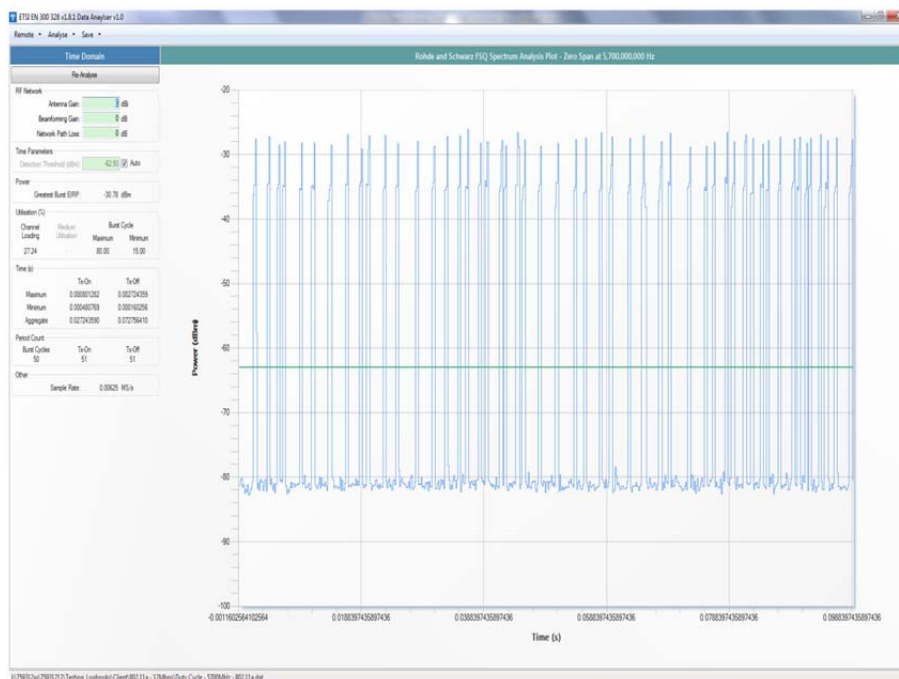 ETSI EN 300 328 v1.8.1 Data Anaylser v1.0
Remote Analyse Save
Time Domain
Rohde and Schwarz FSQ Spectrum Analysis Plot - Zero Span at 5,700,000,000 Hz
Re-Analyse
RF Network
Antenna Gain: dBi
Beamforming Gain: 0 dB
Network Path Loss: 0 dB
Time Parameters
Detection Threshold (dBm): Auto
Power
Greatest Burst EIRP: -30.78 dBm
Utilisation (%)
Channel Loading Medium Utilisation Burst Cycle
Maximum Minimum
27.24 -- 80.00 15.00
Time (s)
Tx-On Tx-Off
Maximum 0.000801282 0.002724359
Minimum 0.000480769 0.000160256
Aggregate 0.027243590 0.072756410
Period Count
Burst Cycles Tx-On Tx-Off
50 51 51
Other
Sample Rate: 0.00625 MS/s
Power (dBm)
-20
-30
-40
-50
-60
-70
-80
-90
-100
-0.0011602564102564 0.0188397435897436 0.0388397435897436 0.0588397435897436 0.0788397435897436 0.0988397435897436
Time (s)